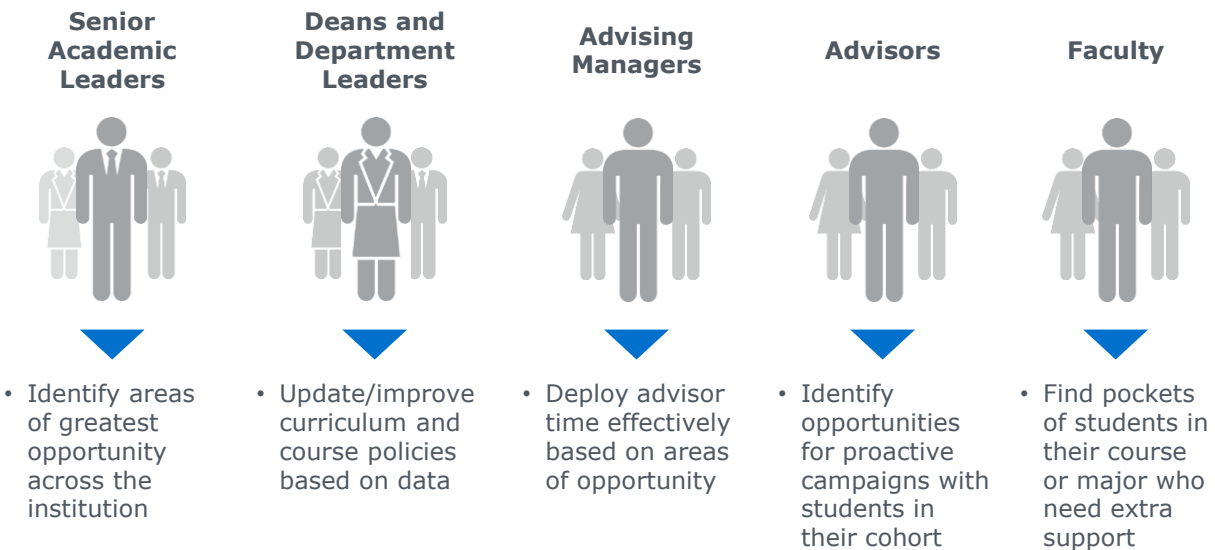 Senior
Academic
Leaders
Deans and
Department
Leaders
Advising
Managers
Advisors
Faculty
• Identify areas
of greatest
opportunity
across the
institution
• Update/improve
curriculum and
course policies
based on data
• Deploy advisor
time effectively
based on areas
of opportunity
• Identify
opportunities
for proactive
campaigns with
students in
their cohort
• Find pockets
of students in
their course
or major who
need extra
support